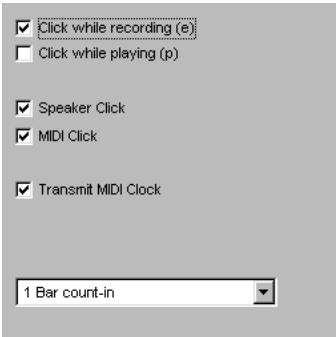 Click while recording (e)
Click while playing (p)
Speaker Click
MIDI Click
Transmit MIDI Clock
1 Bar count-in